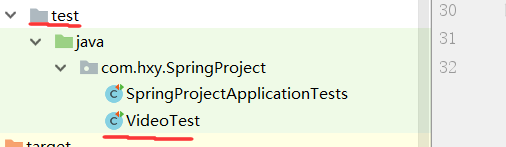 test
30
java
31
com.hxy.SpringProject
32
SpringProjectApplicationTests
VideoTest
target